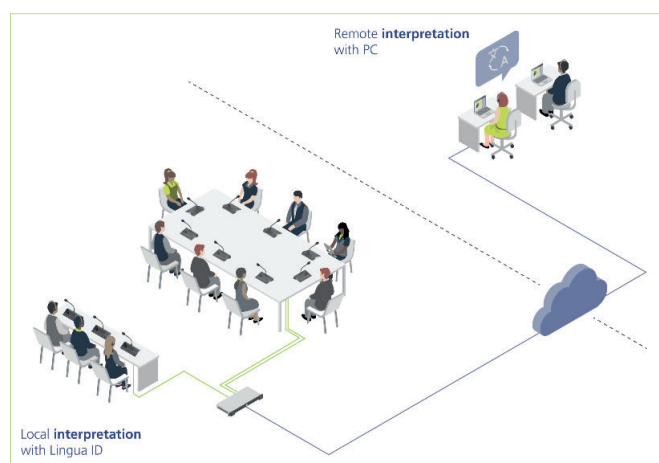 Remote interpretation
with PC
Local interpretation
with Lingua ID